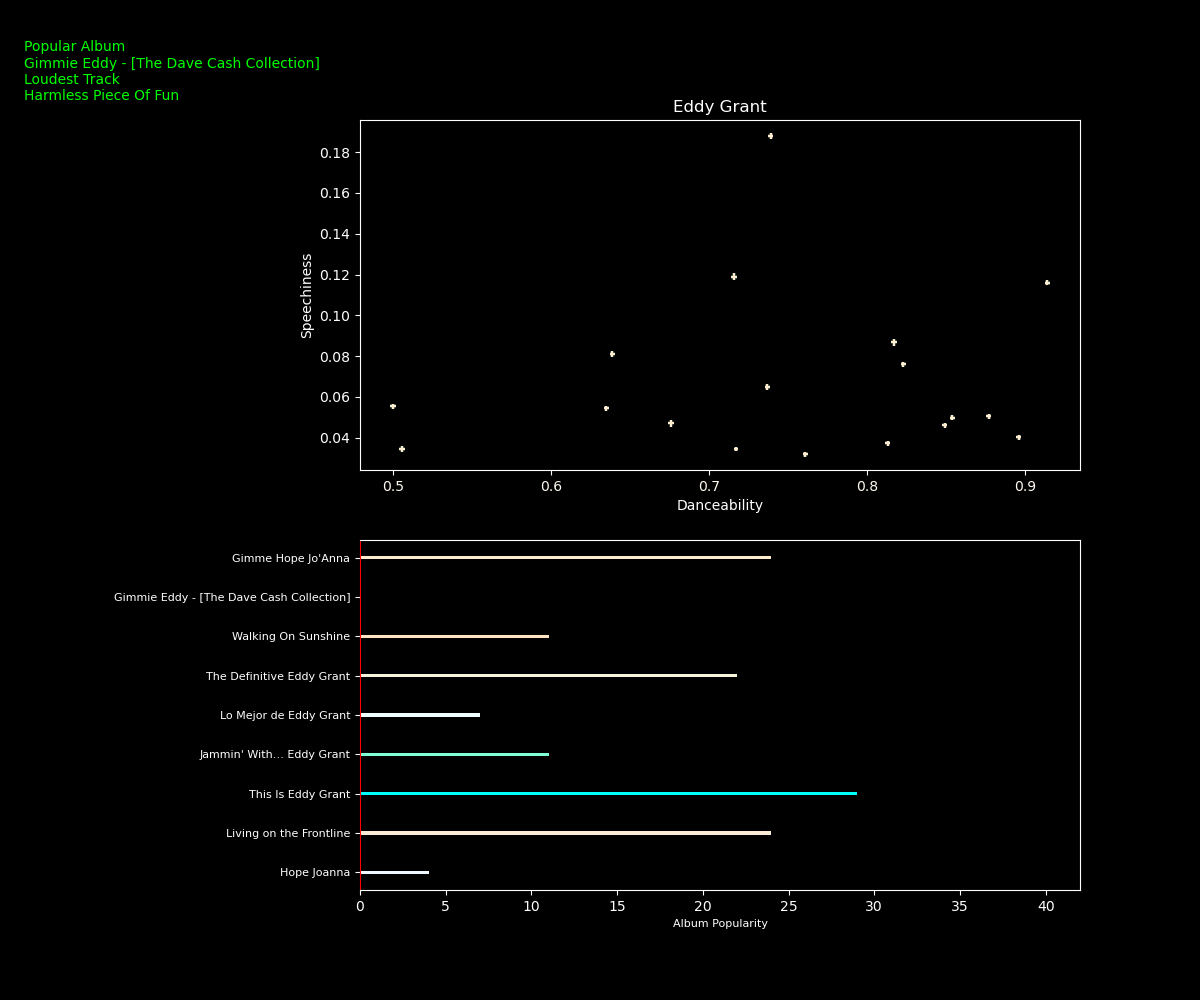 Popular Album
Gimmie Eddy - [The Dave Cash Collection]
Loudest Track
Harmless Piece Of Fun
Eddy Grant
0.18
0.16
0.14
0.12
0.10
0.08
0.06
0.04
Speechiness
0.5 0.6 0.7 0.8 0.9
Danceability
Gimme Hope Jo'Anna
Gimmie Eddy - [The Dave Cash Collection]
Walking On Sunshine
The Definitive Eddy Grant
Lo Mejor de Eddy Grant
Jammin' With... Eddy Grant
This Is Eddy Grant
Living on the Frontline
Hope Joanna
0 5 10 15 20 25 30 35 40
Album Popularity